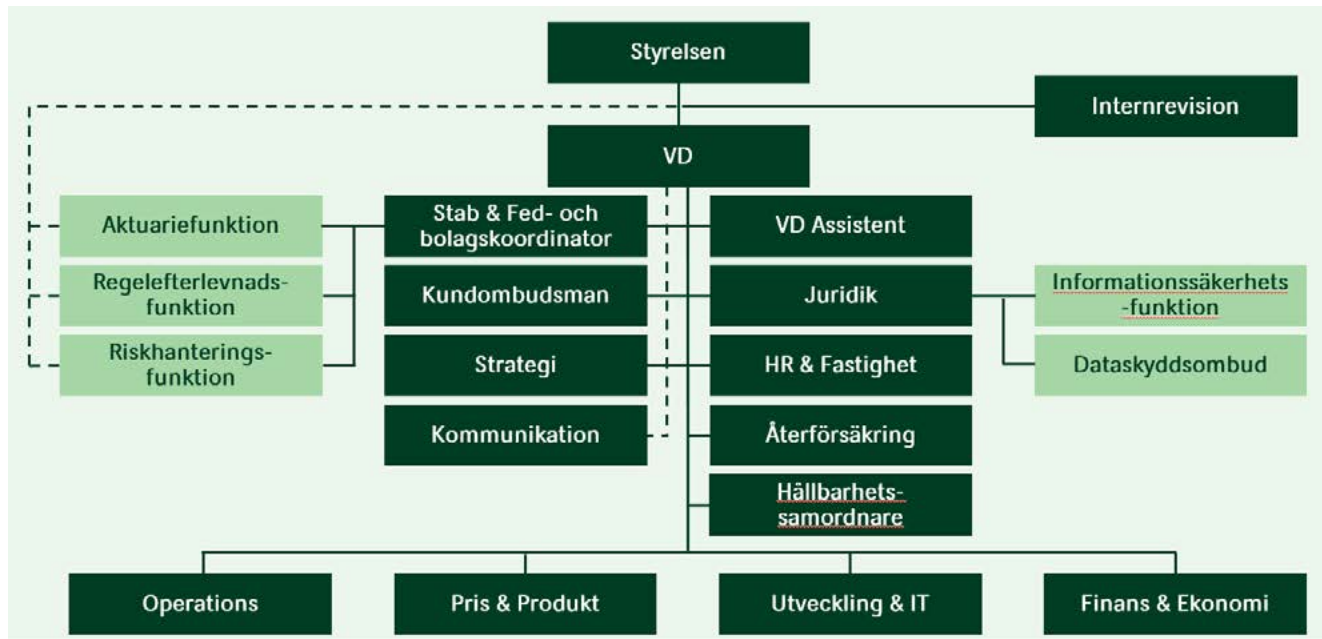 Styrelsen
Internrevision
VD
Aktuariefunktion
Stab & Fed- och
bolagskoordinator
VD Assistent
Regelefterlevnads-
funktion
Kundombudsman
Juridik
Informationssäkerhets
-funktion
Riskhanterings-
funktion
Strategi
HR & Fastighet
Dataskyddsombud
Kommunikation
Återförsäkring
Hållbarhets-
samordnare
Operations
Pris & Produkt
Utveckling & IT
Finans & Ekonomi